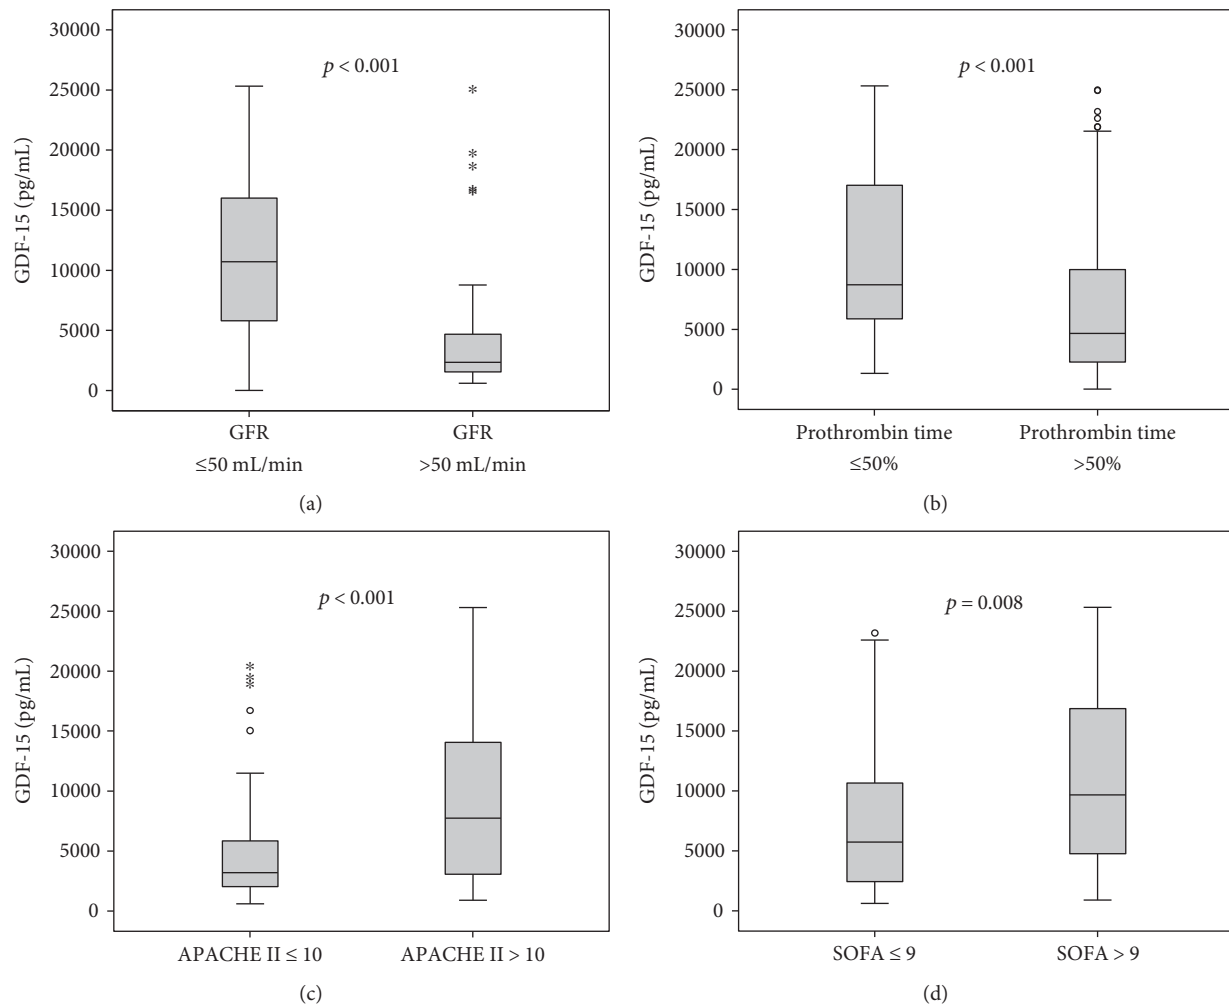 30000
25000
20000
15000
10000
5000
0
GDF-15 (pg/mL)
p < 0.001
GFR
≤50 mL/min
GFR
>50 mL/min
(a)
30000
25000
20000
15000
10000
5000
0
GDF-15 (pg/mL)
p < 0.001
Prothrombin time
≤50%
Prothrombin time
>50%
(b)
30000
25000
20000
15000
10000
5000
0
GDF-15 (pg/mL)
p < 0.001
APACHE II ≤ 10
APACHE II > 10
(c)
30000
25000
20000
15000
10000
5000
0
GDF-15 (pg/mL)
p = 0.008
SOFA ≤ 9
SOFA > 9
(d)